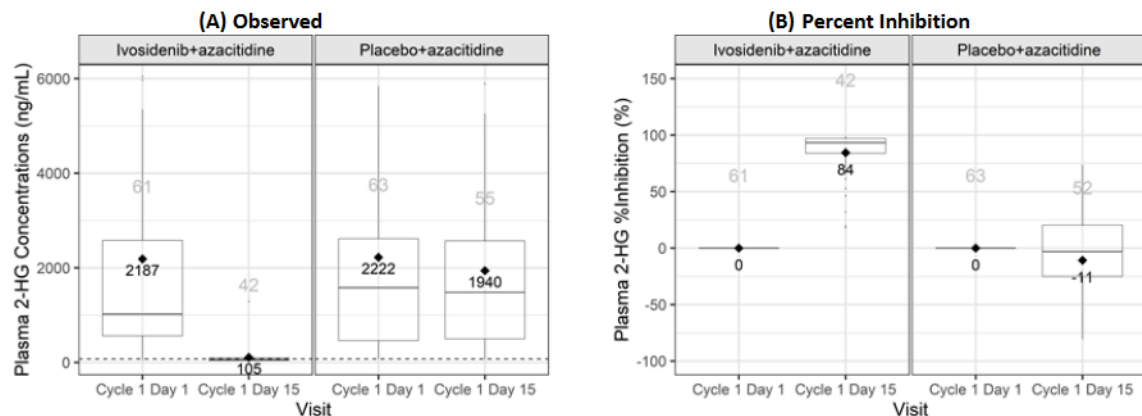 (A) Observed
Ivosidenib+azacitidine
Placebo+azacitidine
Plasma 2-HG Concentrations (ng/mL)
6000
4000
2000
0
61
2187
42
105
63
2222
55
1940
Cycle 1 Day 1
Cycle 1 Day 15
Cycle 1 Day 1
Cycle 1 Day 15
Visit
(B) Percent Inhibition
Ivosidenib+azacitidine
Placebo+azacitidine
Plasma 2-HG %Inhibition (%)
150
100
50
0
-50
-100
61
0
42
84
63
0
52
-11
Cycle 1 Day 1
Cycle 1 Day 15
Cycle 1 Day 1
Cycle 1 Day 15
Visit